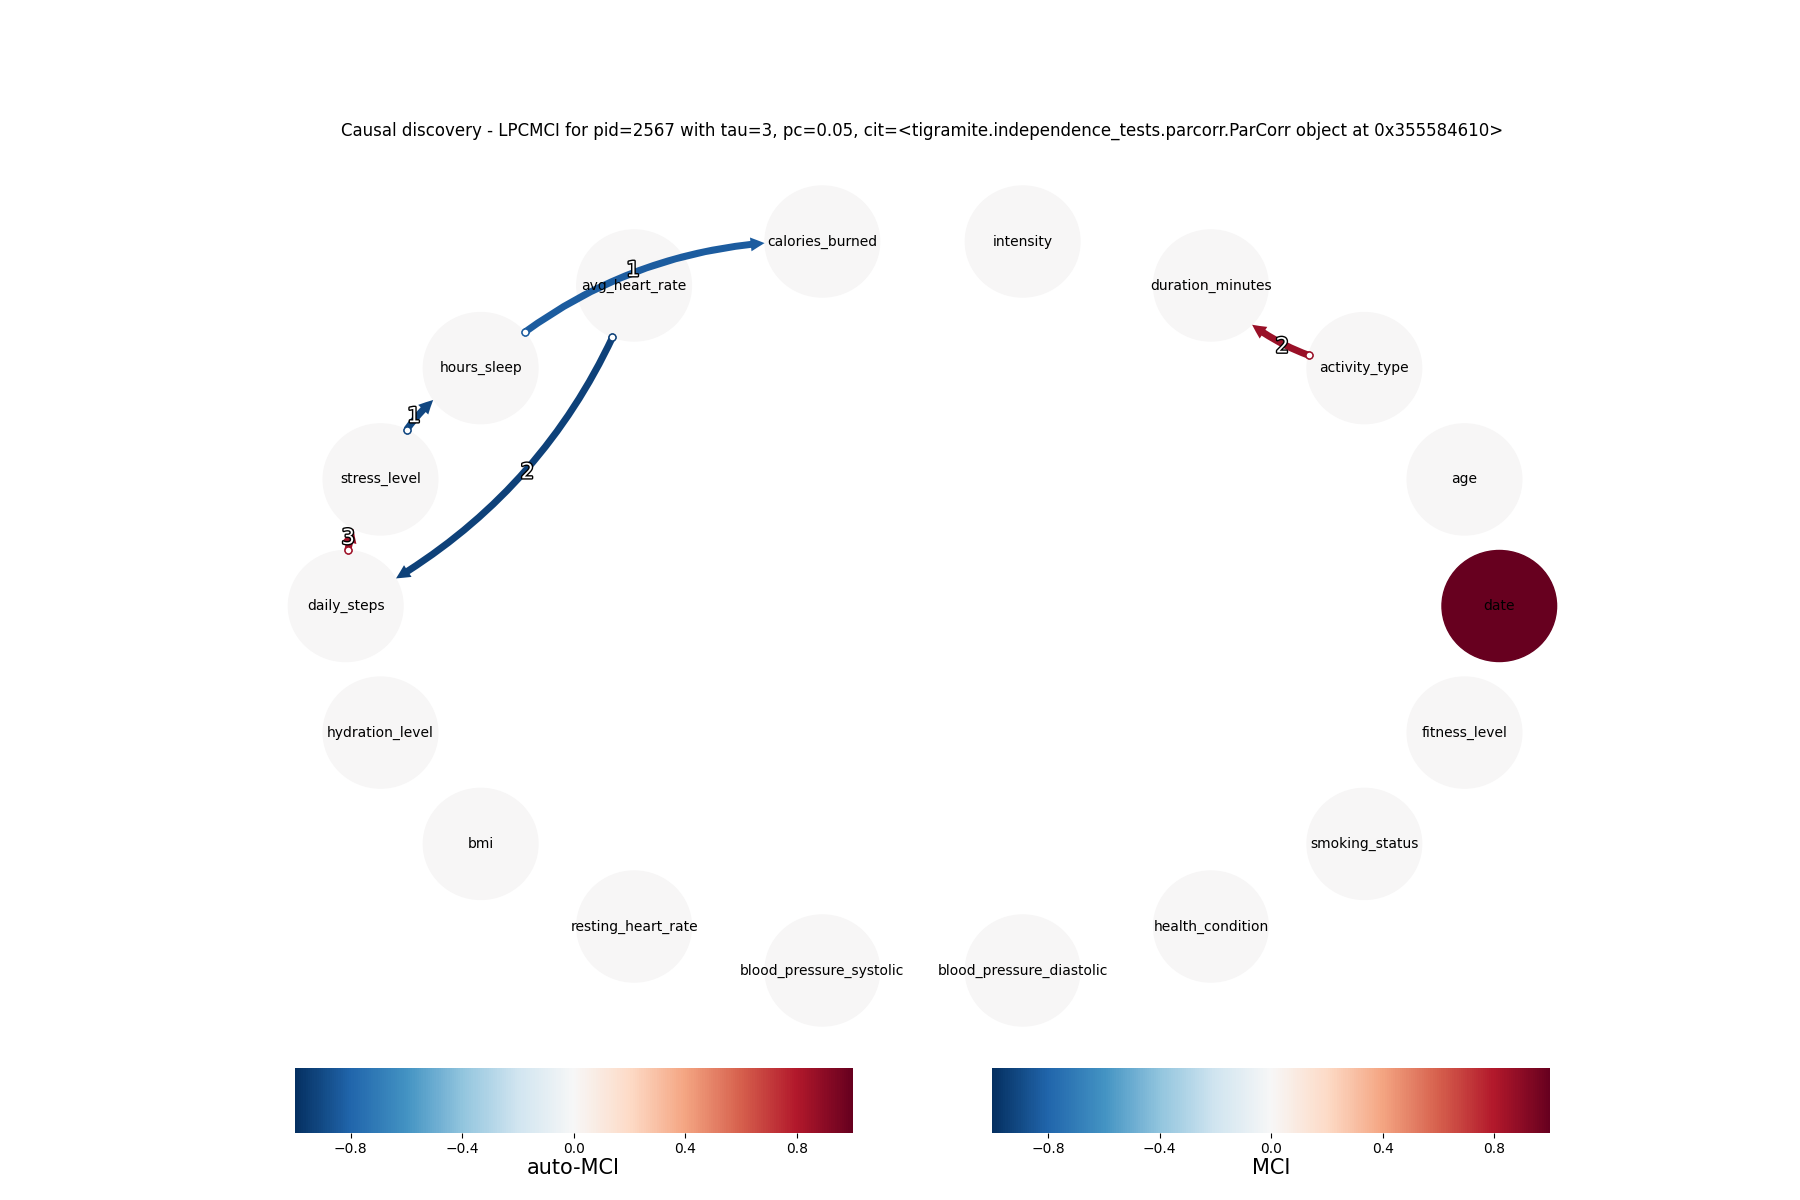 Causal discovery - LPCMCI for pid=2567 with tau=3, pc=0.05, cit=<tigramite.independence_tests.parcorr.ParCorr object at 0x355584610>
calories_burned
intensity
1
avg_heart_rate
duration_minutes
2
hours_sleep
activity_type
1
2
stress_level
age
3
daily_steps
date
hydration_level
fitness_level
bmi
smoking_status
resting_heart_rate
health_condition
blood_pressure_systolic
blood_pressure_diastolic
−0.8 −0.4 0.0 0.4 0.8
auto-MCI
−0.8 −0.4 0.0 0.4 0.8
MCI